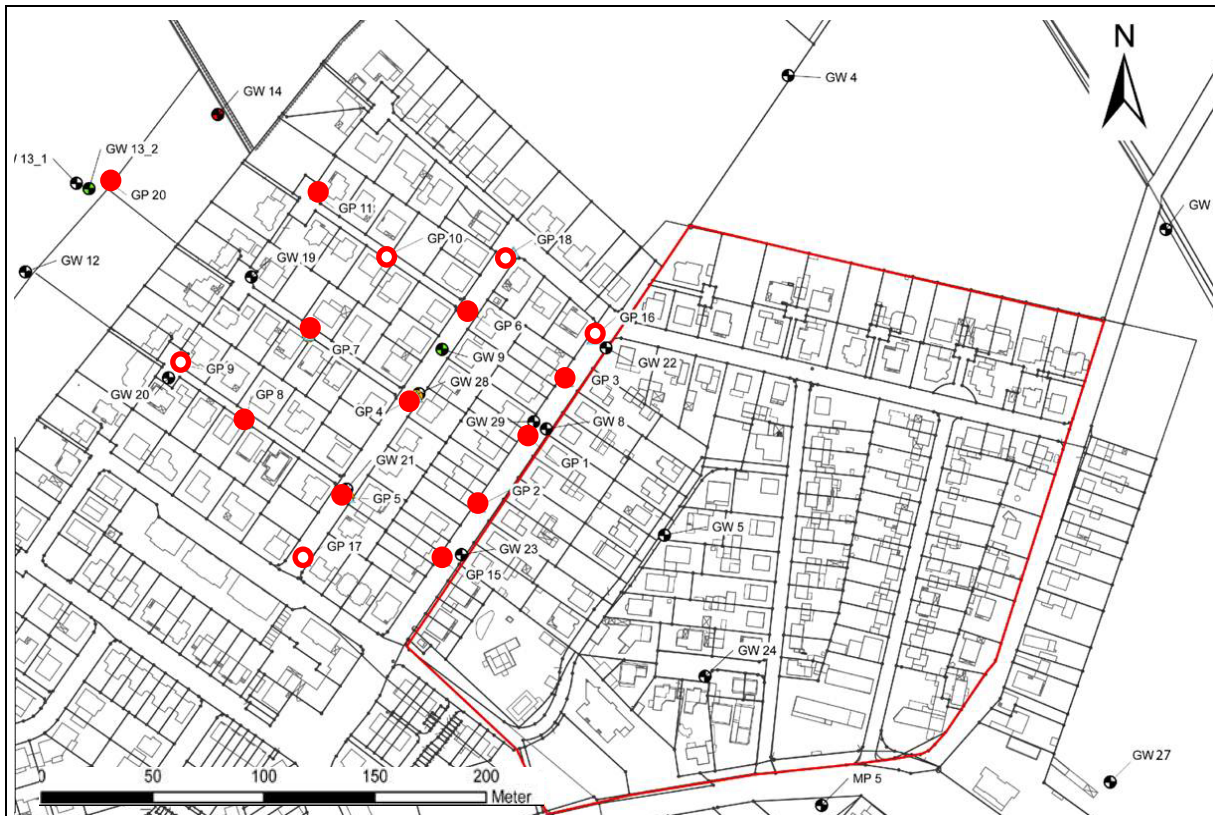 N
GW 4
GW 14
GW 13_2
13_1
GP 20
GP 11
GW
GP 10
GP 18
GW 12
GW 19
GP 6
GP 16
GP 7
GW 9
GW 22
GP 9
GP 3
GW 20
GW 28
GP 8
GP 4
GW 29
GW 8
GP 1
GW 21
GP 5
GP 2
GW 5
GP 17
GW 23
GP 15
GW 24
GW 27
MP 5
0 50 100 150 200
Meter